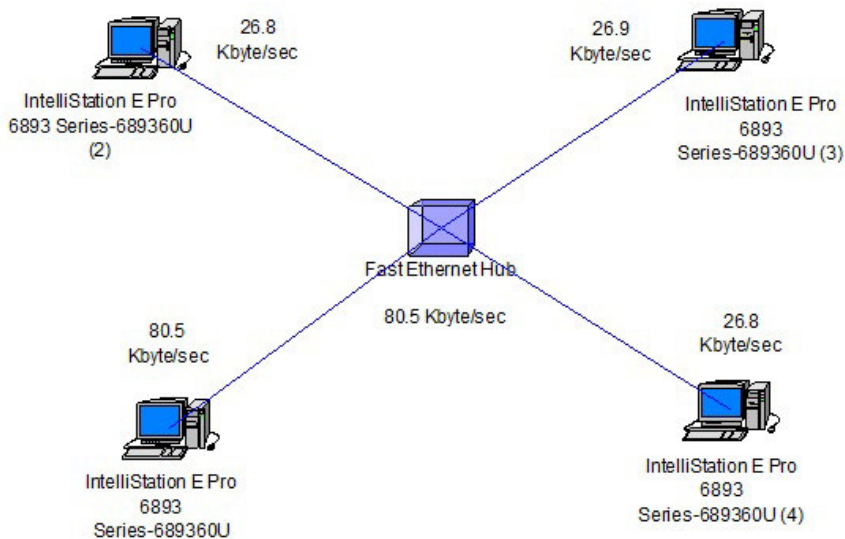 26.8
Kbyte/sec
IntelliStation E Pro
6893 Series-689360U
(2)
26.9
Kbyte/sec
IntelliStation E Pro
6893
Series-689360U (3)
Fast Ethernet Hub
80.5 Kbyte/sec
80.5
Kbyte/sec
IntelliStation E Pro
6893
Series-689360U
26.8
Kbyte/sec
IntelliStation E Pro
6893
Series-689360U (4)